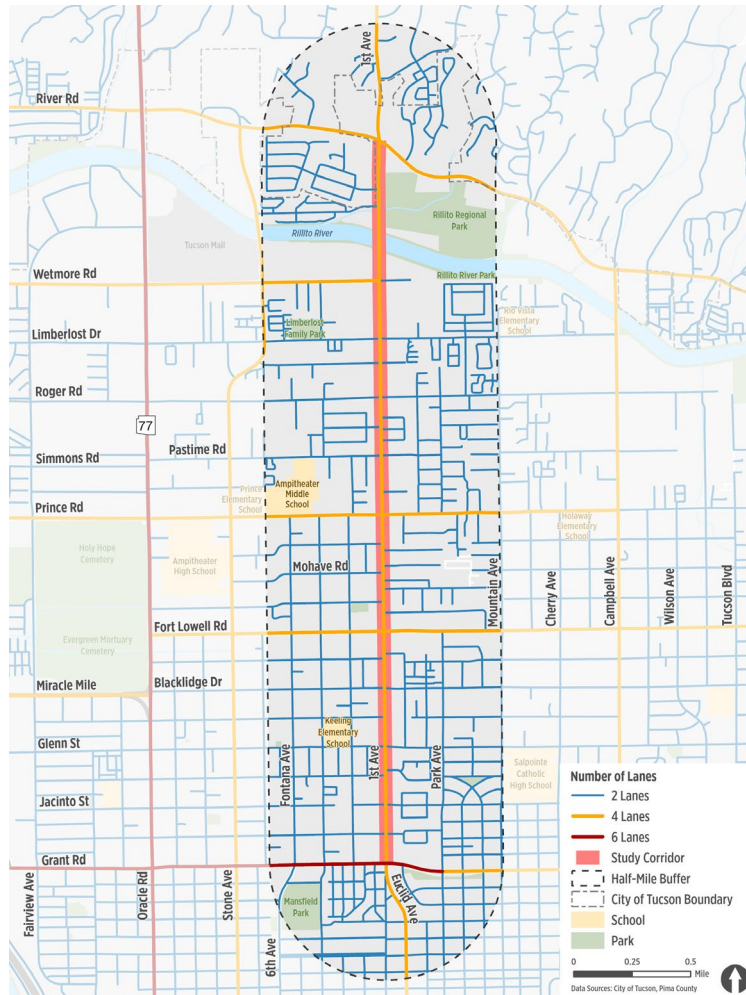 1st Ave
River Rd
Rillito Regional
Park
Rillito River
Tucson Mall
Wetmore Rd
Rillito River Park
Limberlost
Family Park
Rio Vista
Elementary
School
Limberlost Dr
Roger Rd
77
Pastime Rd
Simmons Rd
Ampitheater
Middle
School
Prince
Elementary
School
Prince Rd
Holaway
Elementary
School
Holy Hope
Cemetery
Ampitheater
High School
Mohave Rd
Mountain Ave
Cherry Ave
Campbell Ave
Wilson Ave
Tucson Blvd
Fort Lowell Rd
Evergreen Mortuary
Cemetery
Miracle Mile
Blacklidge Dr
Keeling
Elementary
School
Glenn St
Fontana Ave
1st Ave
Park Ave
Salpointe
Catholic
High School
Jacinto St
Grant Rd
Fairview Ave
Oracle Rd
Stone Ave
6th Ave
Mansfield
Park
Euclid Ave
Number of Lanes
2 Lanes
4 Lanes
6 Lanes
Study Corridor
Half-Mile Buffer
City of Tucson Boundary
School
Park
0 0.25 0.5
Mile
Data Sources: City of Tucson, Pima County